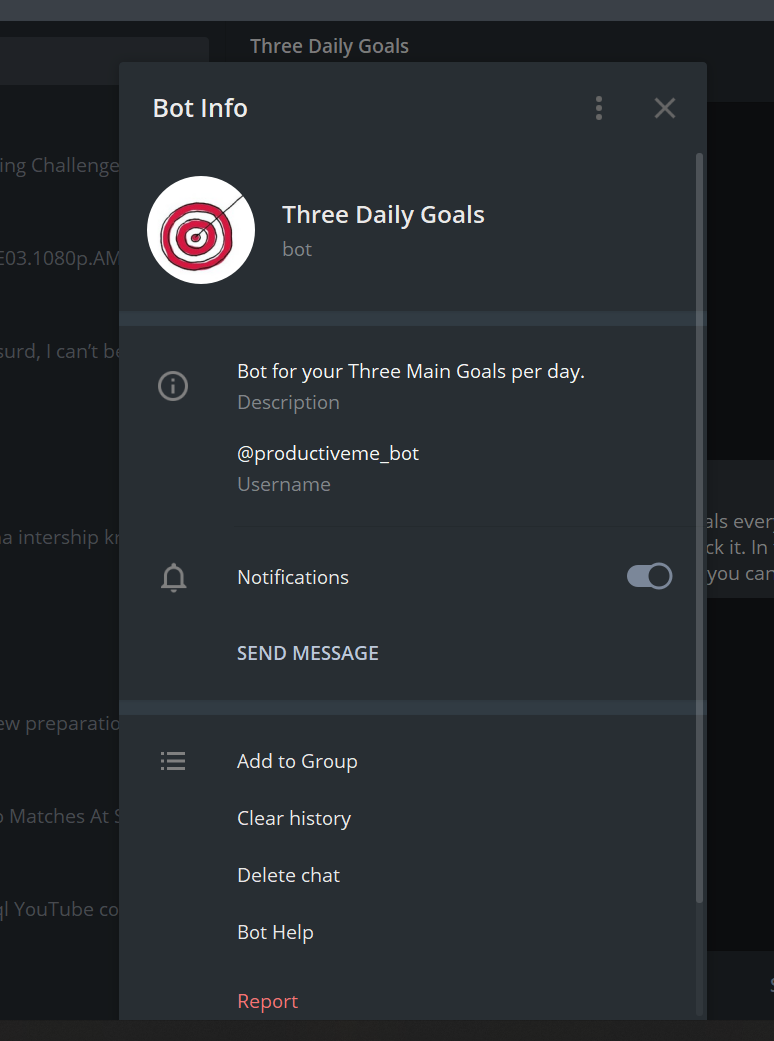 Three Daily Goals
Bot Info
ing Challenge
Three Daily Goals
bot
E03.1080p.AM
surd, I can't be
Bot for your Three Main Goals per day.
Description
@productiveme_bot
Username
als every
ck it. In
you can
a intership kr
Notifications
SEND MESSAGE
ew preparatio
Add to Group
Matches At S
Clear history
Delete chat
ql YouTube co
Bot Help
Report